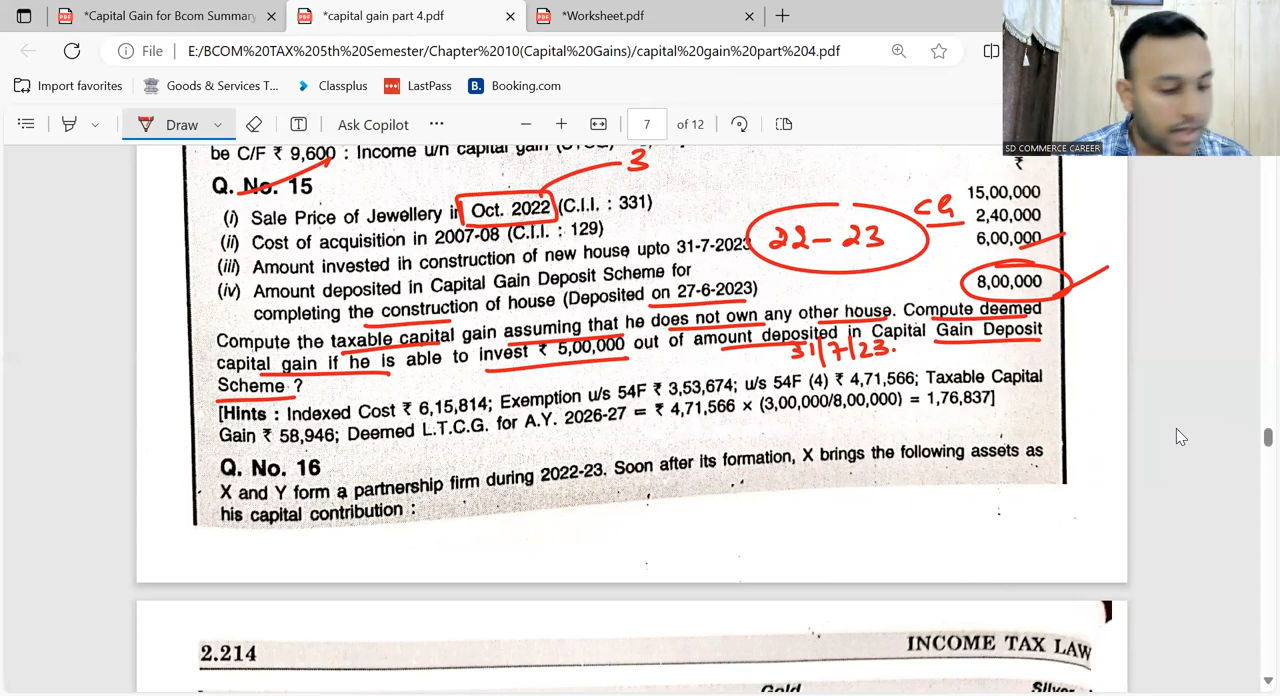 *Capital Gain for Bcom Summary
*capital gain part 4.pdf
*Worksheet.pdf
File
E:/BCOM%20TAX%205th%20Semester/Chapter%2010(Capital%20Gains)/capital%20gain%20part%204.pdf
Import favorites
Goods & Services T...
Classplus
LastPass
Booking.com
Draw
Ask Copilot
7 of 12
SD COMMERCE CAREER
be C/F ₹ 9,600 : Income u/h capital gain
3
₹
Q. No. 15
(i) Sale Price of Jewellery in Oct. 2022 (C.I.I. : 331) 15,00,000
(ii) Cost of acquisition in 2007-08 (C.I.I. : 129) 2,40,000
CG
22-23
(iii) Amount invested in construction of new house upto 31-7-2023 6,00,000
(iv) Amount deposited in Capital Gain Deposit Scheme for
completing the construction of house (Deposited on 27-6-2023) 8,00,000
Compute the taxable capital gain assuming that he does not own any other house. Compute deemed
capital gain if he is able to invest ₹ 5,00,000 out of amount deposited in Capital Gain Deposit
31/7/23.
Scheme ?
[Hints : Indexed Cost ₹ 6,15,814; Exemption u/s 54F ₹ 3,53,674; u/s 54F (4) ₹ 4,71,566; Taxable Capital
Gain ₹ 58,946; Deemed L.T.C.G. for A.Y. 2026-27 = ₹ 4,71,566 × (3,00,000/8,00,000) = 1,76,837]
Q. No. 16
X and Y form a partnership firm during 2022-23. Soon after its formation, X brings the following assets as
his capital contribution :
2.214
INCOME TAX LAW
Gold
Silver